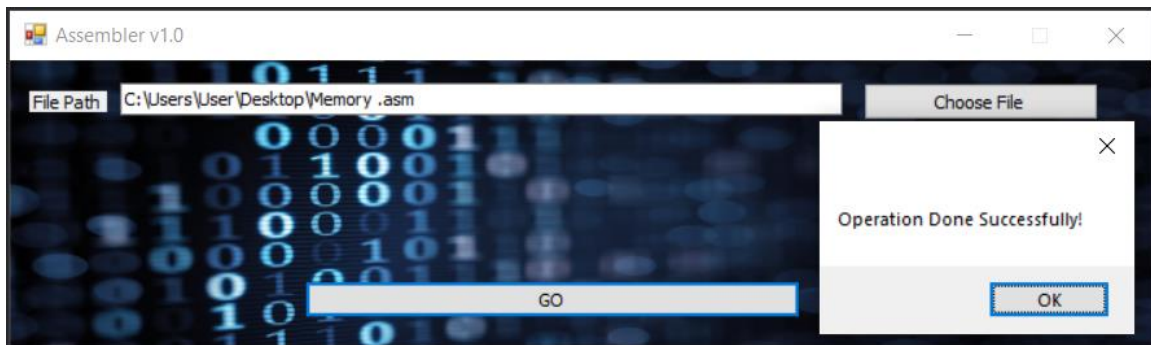 Assembler v1.0
File Path C:\Users\User\Desktop\Memory .asm Choose File
Operation Done Successfully!
GO OK